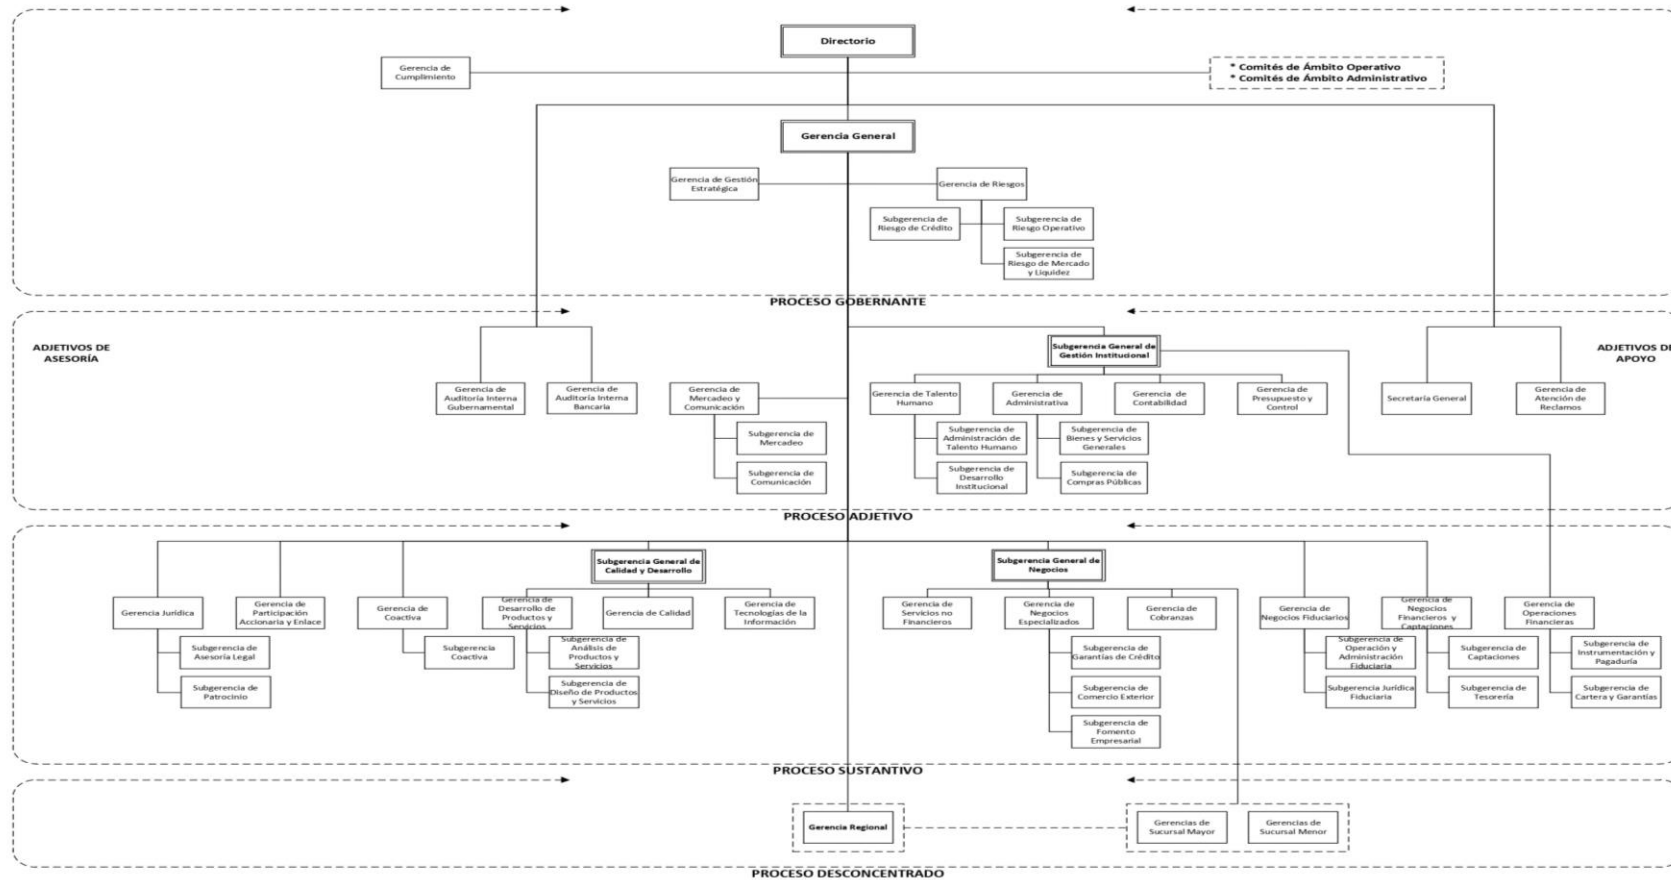 Directorio
Gerencia de
Cumplimiento
* Comités de Ámbito Operativo
* Comités de Ámbito Administrativo
Gerencia General
Gerencia de Gestión
Estratégica
Gerencia de Riesgos
Subgerencia de
Riesgo de Crédito
Subgerencia de
Riesgo Operativo
Subgerencia de
Riesgo de Mercado
y Liquidez
PROCESO GOBERNANTE
ADJETIVOS DE
ASESORÍA
Subgerencia General de
Gestión Institucional
ADJETIVOS DE
APOYO
Gerencia de
Auditoría Interna
Gubernamental
Gerencia de
Auditoría Interna
Bancaria
Gerencia de
Mercadeo y
Comunicación
Gerencia de Talento
Humano
Gerencia de
Administrativa
Gerencia de
Contabilidad
Gerencia de
Presupuesto y
Control
Secretaría General
Gerencia de
Atención de
Reclamos
Subgerencia de
Mercadeo
Subgerencia de
Administración de
Talento Humano
Subgerencia de
Bienes y Servicios
Generales
Subgerencia de
Comunicación
Subgerencia de
Desarrollo
Institucional
Subgerencia de
Compras Públicas
PROCESO ADJETIVO
Subgerencia General de
Calidad y Desarrollo
Subgerencia General de
Negocios
Gerencia Jurídica
Gerencia de
Participación
Accionaria y Enlace
Gerencia de
Coactiva
Gerencia de
Desarrollo de
Productos y
Servicios
Gerencia de Calidad
Gerencia de
Tecnologías de la
Información
Gerencia de
Servicios no
Financieros
Gerencia de
Negocios
Especializados
Gerencia de
Cobranzas
Gerencia de
Negocios Fiduciarios
Gerencia de
Negocios
Financieros y
Captaciones
Gerencia de
Operaciones
Financieras
Subgerencia de
Asesoría Legal
Subgerencia
Coactiva
Subgerencia de
Análisis de
Productos y
Servicios
Subgerencia de
Garantías de Crédito
Subgerencia de
Operación y
Administración
Fiduciaria
Subgerencia de
Captaciones
Subgerencia de
Instrumentación y
Pagaduría
Subgerencia de
Patrocinio
Subgerencia de
Diseño de Productos
y Servicios
Subgerencia de
Comercio Exterior
Subgerencia Jurídica
Fiduciaria
Subgerencia de
Tesorería
Subgerencia de
Cartera y Garantías
Subgerencia de
Fomento
Empresarial
PROCESO SUSTANTIVO
Gerencia Regional
Gerencias de
Sucursal Mayor
Gerencias de
Sucursal Menor
PROCESO DESCONCENTRADO